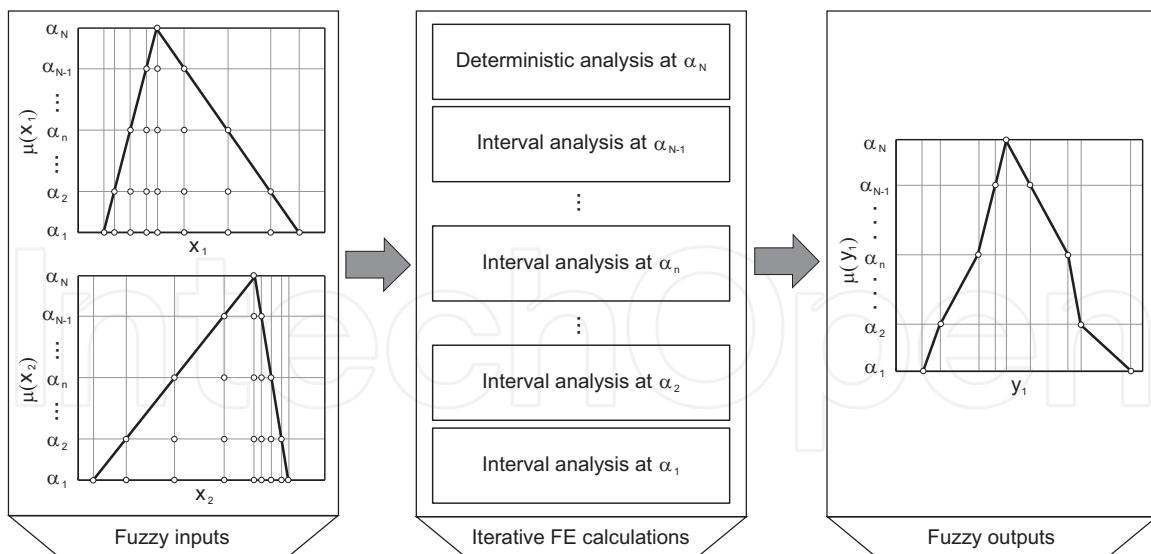 α_N
α_N-1
⋮
α_n
⋮
α_2
α_1
μ(x_1)
x_1
α_N
α_N-1
⋮
α_n
⋮
α_2
α_1
μ(x_2)
x_2
Fuzzy inputs
Deterministic analysis at α_N
Interval analysis at α_N-1
⋮
Interval analysis at α_n
⋮
Interval analysis at α_2
Interval analysis at α_1
Iterative FE calculations
α_N
α_N-1
⋮
α_n
⋮
α_2
α_1
μ(y_1)
y_1
Fuzzy outputs
IntechOpen